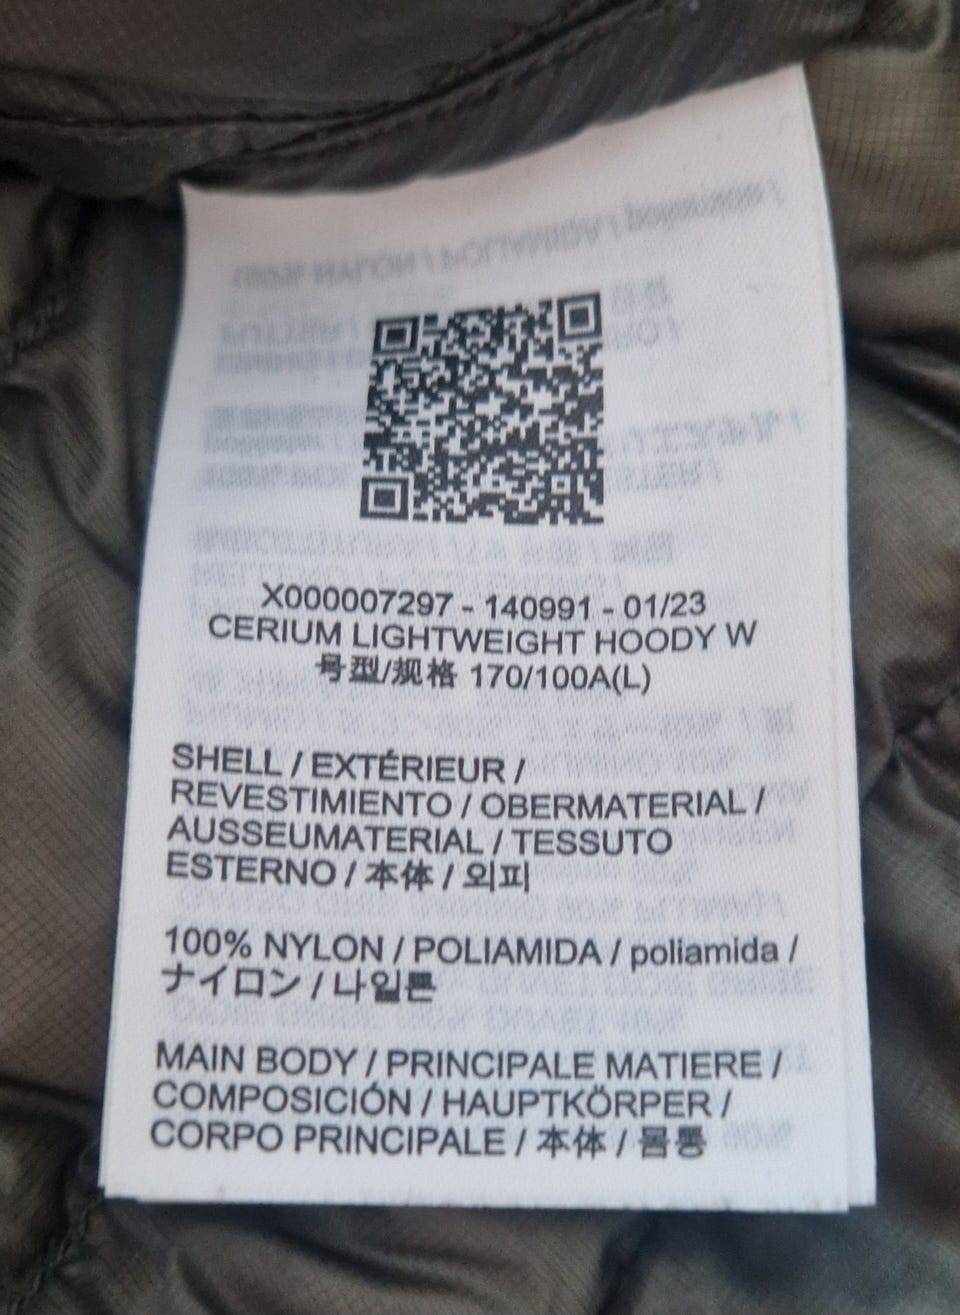 X000007297 - 140991 - 01/23
CERIUM LIGHTWEIGHT HOODY W
号型/规格 170/100A(L)
SHELL / EXTÉRIEUR /
REVESTIMIENTO / OBERMATERIAL /
AUSSEUMATERIAL / TESSUTO
ESTERNO / 本体 / 외피
100% NYLON / POLIAMIDA / poliamida /
ナイロン / 나일론
MAIN BODY / PRINCIPALE MATIERE /
COMPOSICIÓN / HAUPTKÖRPER /
CORPO PRINCIPALE / 本体 / 몸통